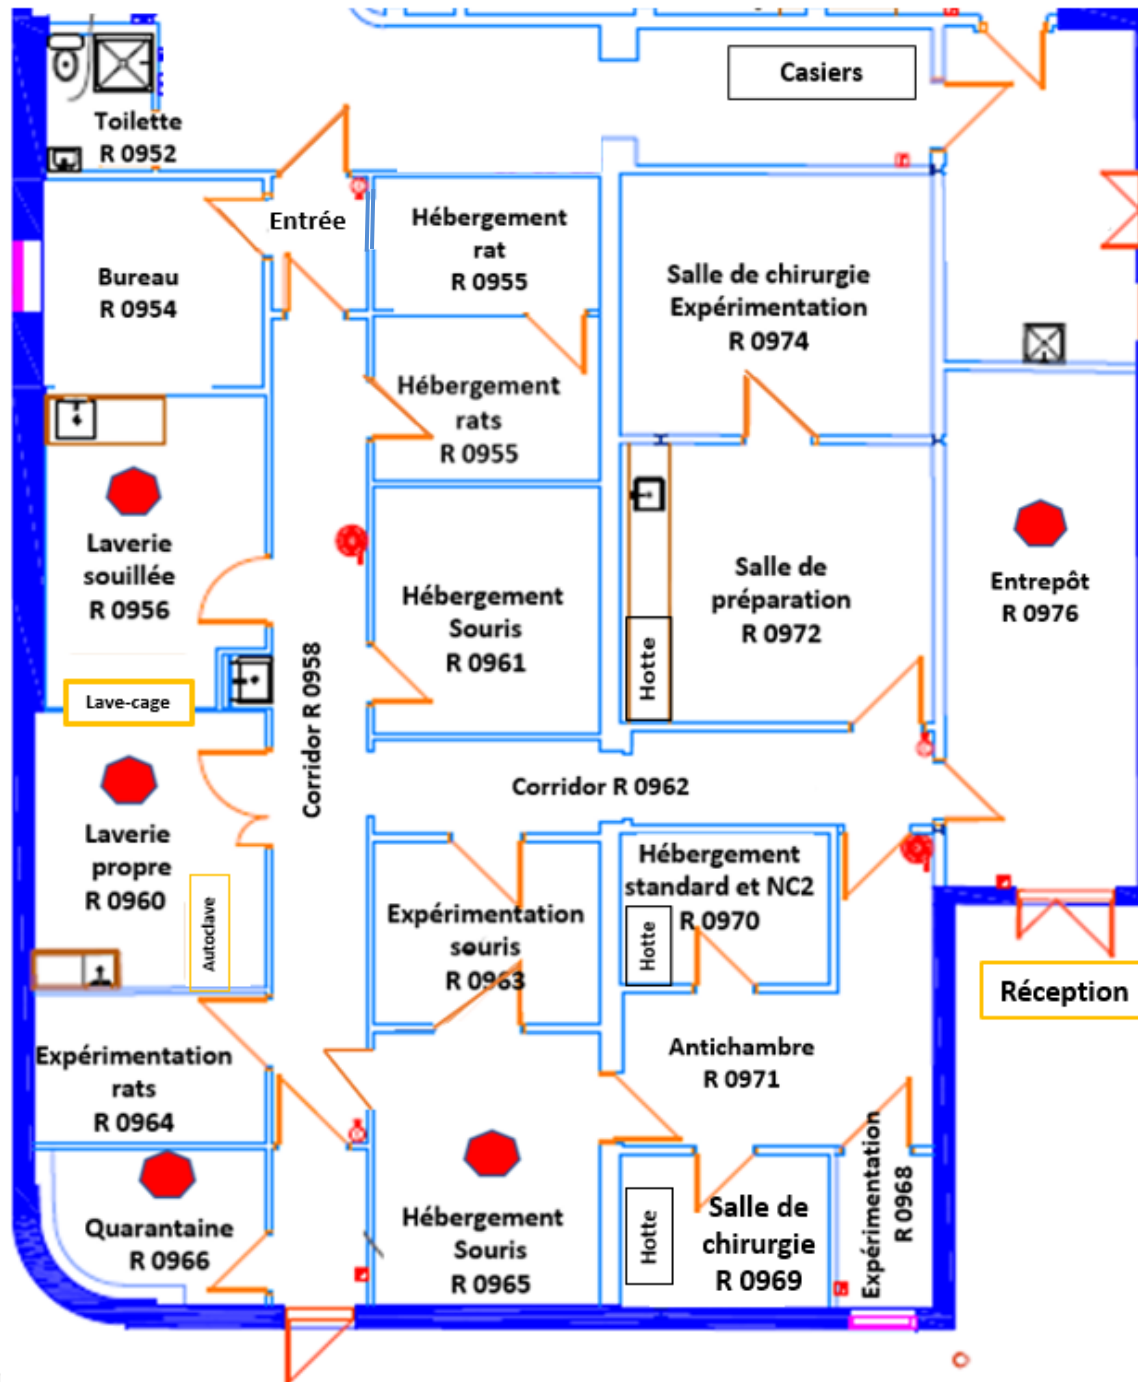 Casiers
Toilette
R 0952
Entrée
Hébergement
rat
R 0955
Bureau
R 0954
Salle de chirurgie
Expérimentation
R 0974
Hébergement
rats
R 0955
Laverie
souillée
R 0956
Hébergement
Souris
R 0961
Salle de
préparation
R 0972
Entrepôt
R 0976
Hotte
Lave-cage
Corridor R 0958
Corridor R 0962
Laverie
propre
R 0960
Autoclave
Hébergement
standard et NC2
R 0970
Hotte
Expérimentation
souris
R 0963
Réception
Expérimentation
rats
R 0964
Antichambre
R 0971
Quarantaine
R 0966
Hébergement
Souris
R 0965
Hotte
Salle de
chirurgie
R 0969
Expérimentation
R 0968